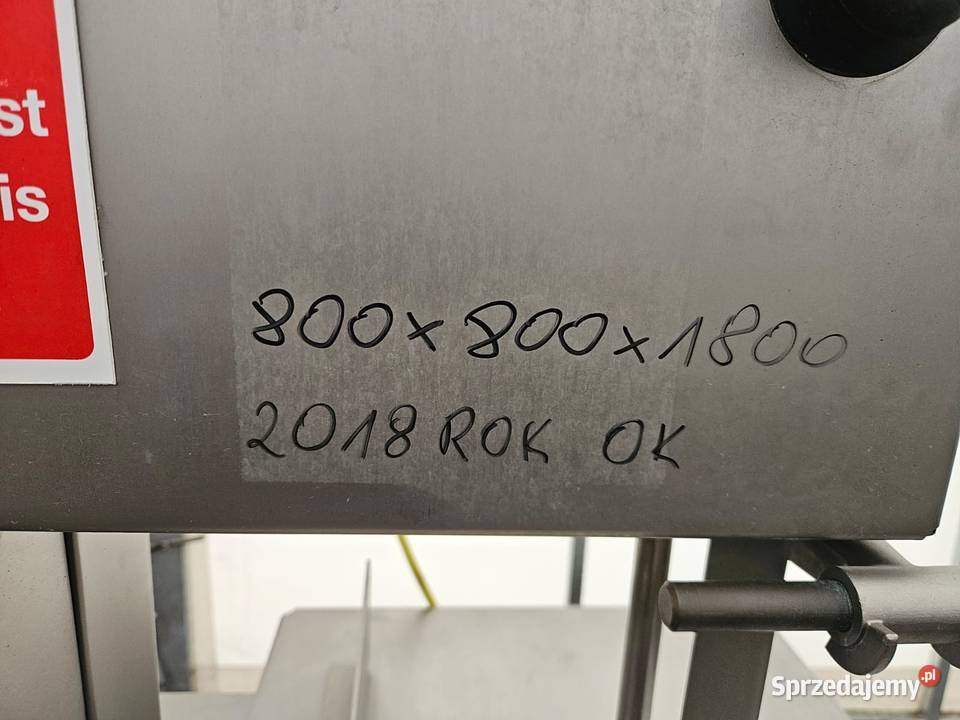 st
is
800x800x1800
2018 ROK OK
Sprzedajemy.pl